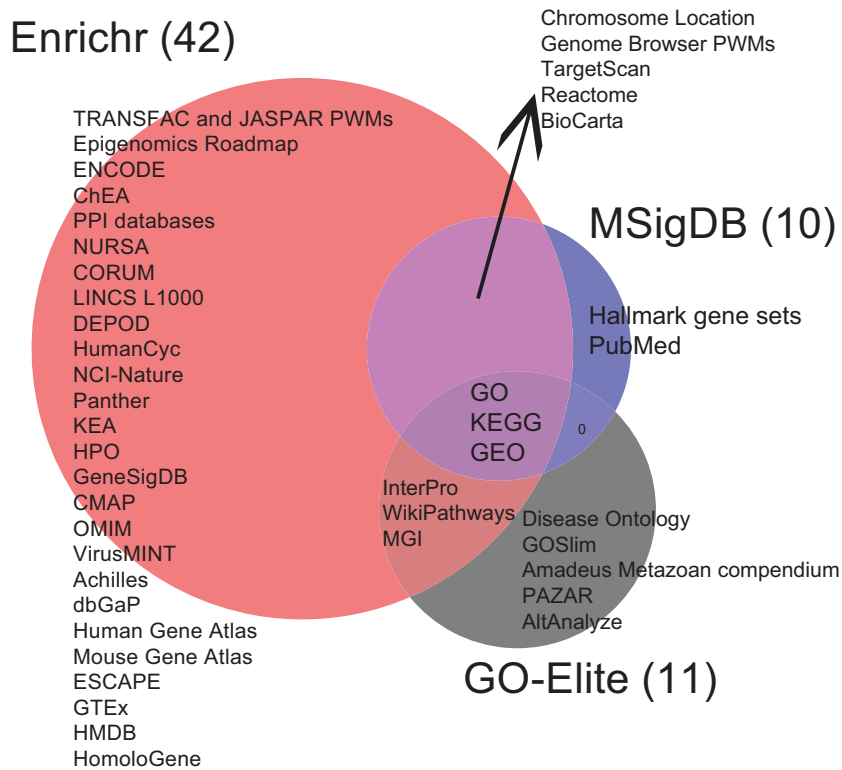 Enrichr (42)
Chromosome Location
Genome Browser PWMs
TargetScan
Reactome
BioCarta
TRANSFAC and JASPAR PWMs
Epigenomics Roadmap
ENCODE
ChEA
PPI databases
NURSA
CORUM
LINCS L1000
DEPOD
HumanCyc
NCI-Nature
Panther
KEA
HPO
GeneSigDB
CMAP
OMIM
VirusMINT
Achilles
dbGaP
Human Gene Atlas
Mouse Gene Atlas
ESCAPE
GTEx
HMDB
HomoloGene
MSigDB (10)
Hallmark gene sets
PubMed
GO
KEGG
GEO
0
InterPro
WikiPathways
MGI
Disease Ontology
GOSlim
Amadeus Metazoan compendium
PAZAR
AltAnalyze
GO-Elite (11)